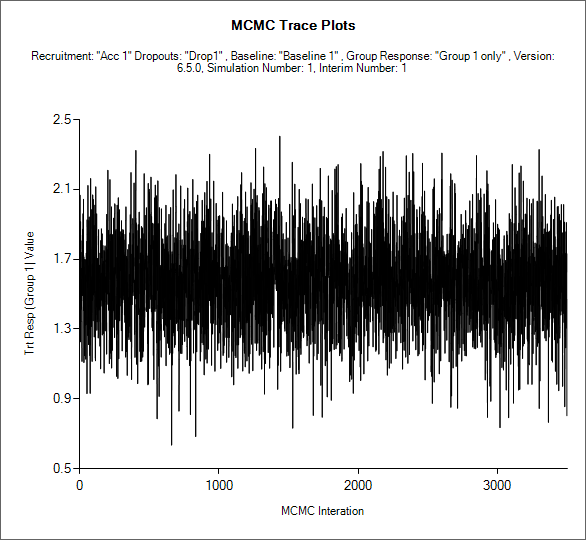 MCMC Trace Plots
Recruitment: "Acc 1" Dropouts: "Drop1" , Baseline: "Baseline 1" , Group Response: "Group 1 only" , Version:
6.5.0, Simulation Number: 1, Interim Number: 1
2.5
2.1
1.7
1.3
0.9
0.5
Trt Resp (Group 1| Value
0
1000
2000
3000
MCMC Interation